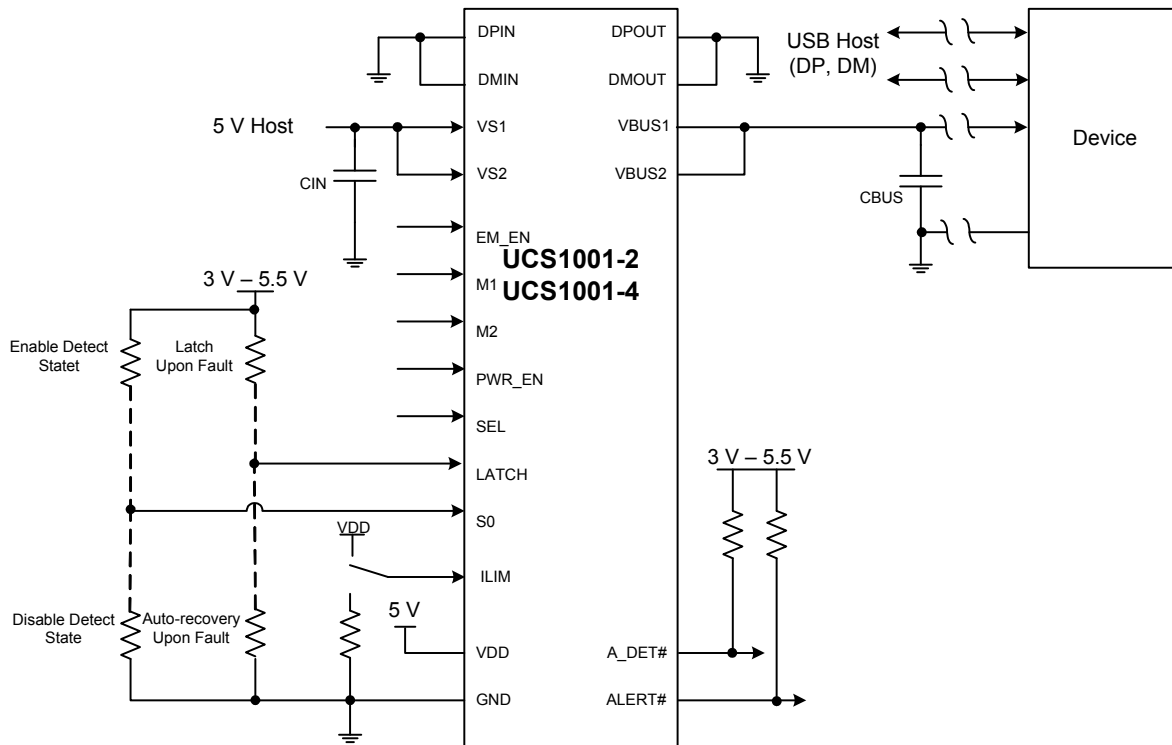 DPIN
DPOUT
USB Host
(DP, DM)
DMIN
DMOUT
5 V Host
VS1
VBUS1
Device
VS2
VBUS2
CIN
CBUS
EM_EN
UCS1001-2
M1
UCS1001-4
3 V – 5.5 V
M2
Enable Detect
Statet
Latch
Upon Fault
PWR_EN
SEL
3 V – 5.5 V
LATCH
S0
VDD
ILIM
Disable Detect
State
Auto-recovery
Upon Fault
5 V
VDD
A_DET#
GND
ALERT#